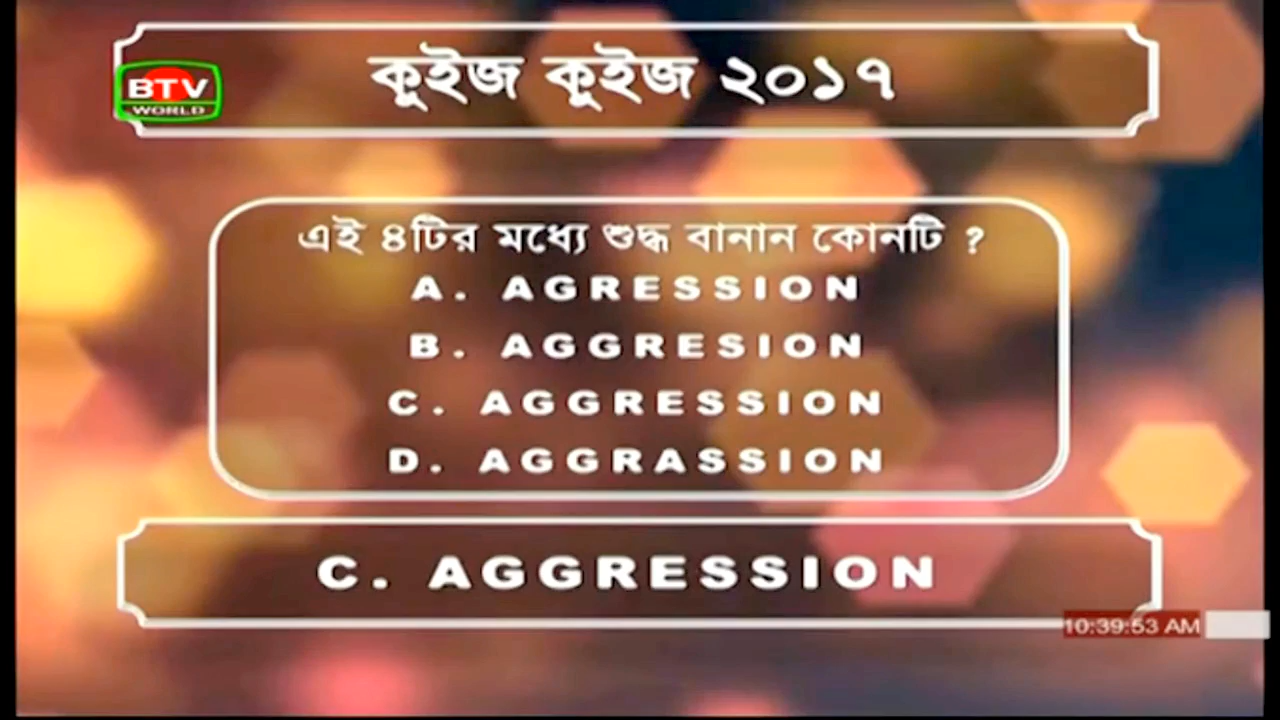 কুইজ কুইজ ২০১৭
BTV
WORLD
এই ৪টির মধ্যে শুদ্ধ বানান কোনটি ?
A. AGRESSION
B. AGGRESION
C. AGGRESSION
D. AGGRASSION
C. AGGRESSION
10:39:53 AM